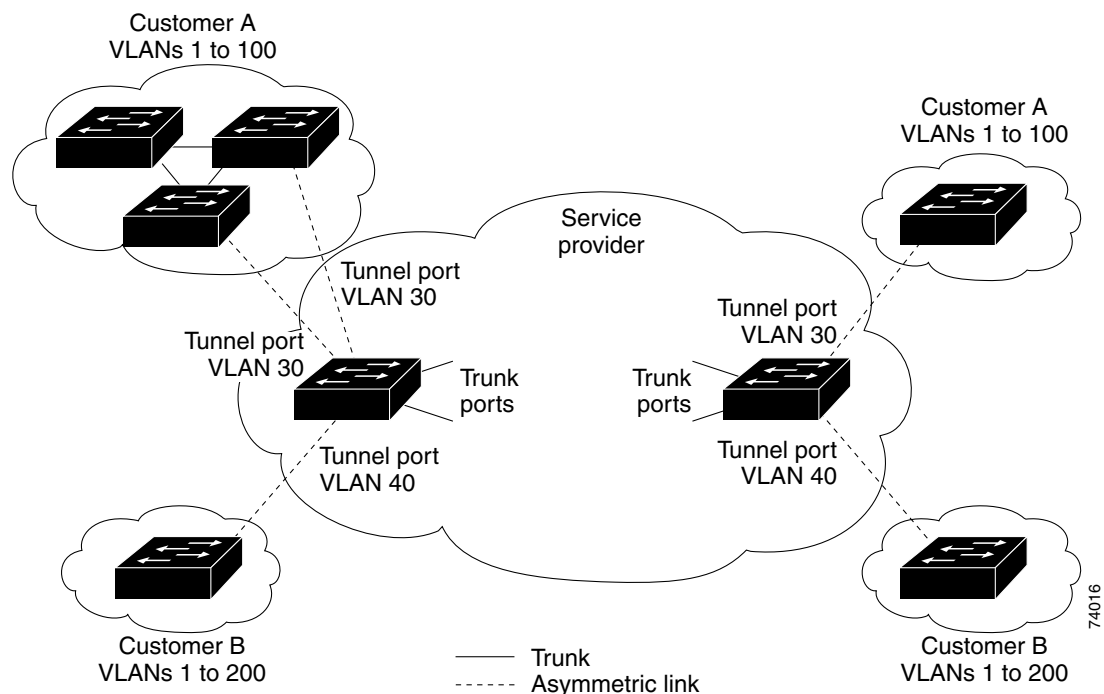 Customer A
VLANs 1 to 100
Customer A
VLANs 1 to 100
Service
provider
Tunnel port
VLAN 30
Tunnel port
VLAN 30
Tunnel port
VLAN 30
Trunk
ports
Trunk
ports
Tunnel port
VLAN 40
Tunnel port
VLAN 40
Customer B
VLANs 1 to 200
Customer B
VLANs 1 to 200
Trunk
Asymmetric link
74016